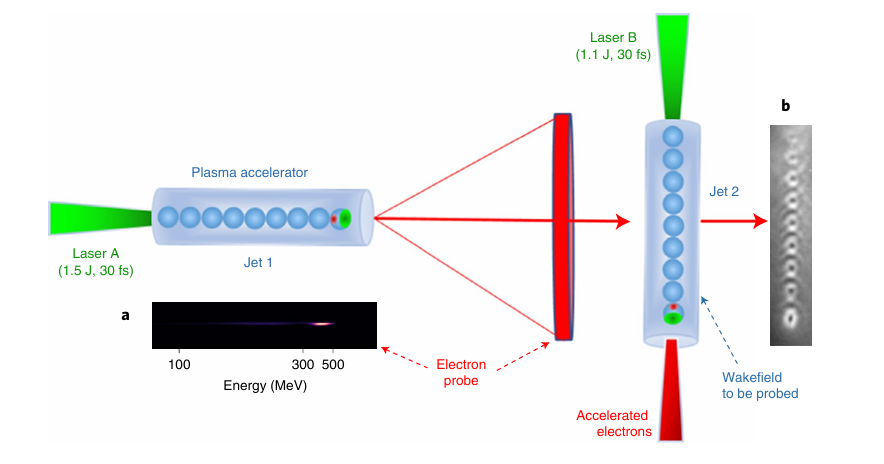 Laser B
(1.1 J, 30 fs)
b
Plasma accelerator
Jet 2
Laser A
(1.5 J, 30 fs)
Jet 1
a
100
300
500
Energy (MeV)
Electron
probe
Wakefield
to be probed
Accelerated
electrons